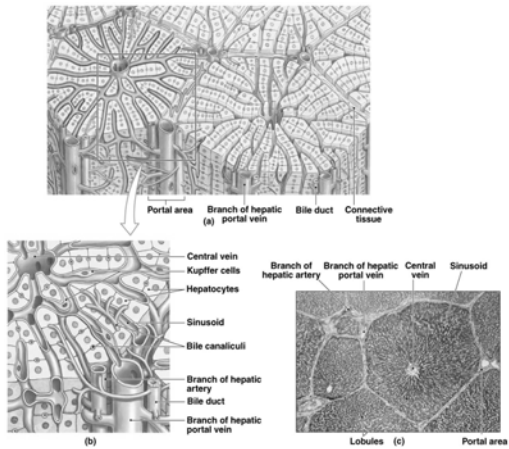 Portal area
Branch of hepatic
portal vein
Bile duct
Connective
tissue
(a)
Central vein
Kupffer cells
Hepatocytes
Sinusoid
Bile canaliculi
Branch of hepatic
artery
Bile duct
Branch of hepatic
portal vein
(b)
Branch of
hepatic artery
Branch of hepatic
portal vein
Central
vein
Sinusoid
Lobules
(c)
Portal area